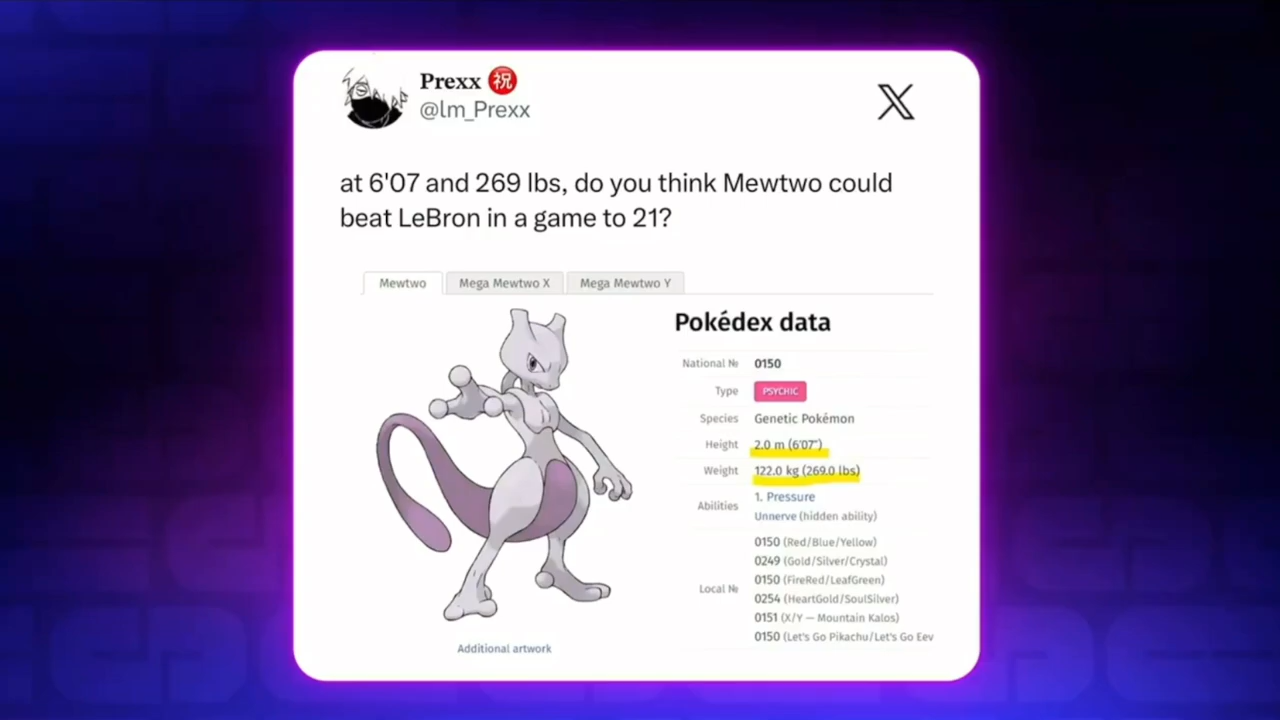 Prexx 祝
@lm_Prexx
X
at 6'07 and 269 lbs, do you think Mewtwo could
beat LeBron in a game to 21?
Mewtwo
Mega Mewtwo X
Mega Mewtwo Y
Pokédex data
National № 0150
Type PSYCHIC
Species Genetic Pokémon
Height 2.0 m (6'07")
Weight 122.0 kg (269.0 lbs)
Abilities 1. Pressure
Unnerve (hidden ability)
Local № 0150 (Red/Blue/Yellow)
0249 (Gold/Silver/Crystal)
0150 (FireRed/LeafGreen)
0254 (HeartGold/SoulSilver)
0151 (X/Y — Mountain Kalos)
0150 (Let's Go Pikachu/Let's Go Eev
Additional artwork